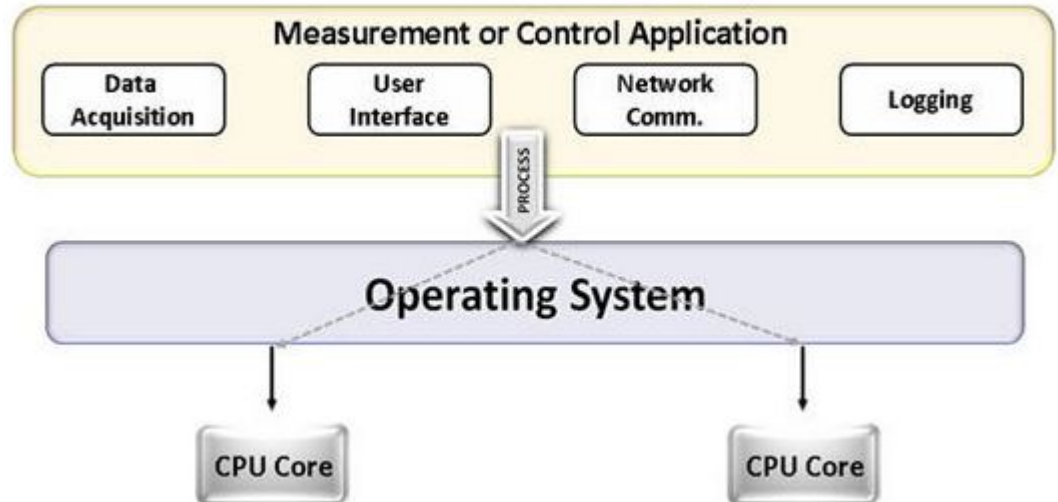 Measurement or Control Application
Data
Acquisition
User
Interface
Network
Comm.
Logging
PROCESS
Operating System
CPU Core
CPU Core